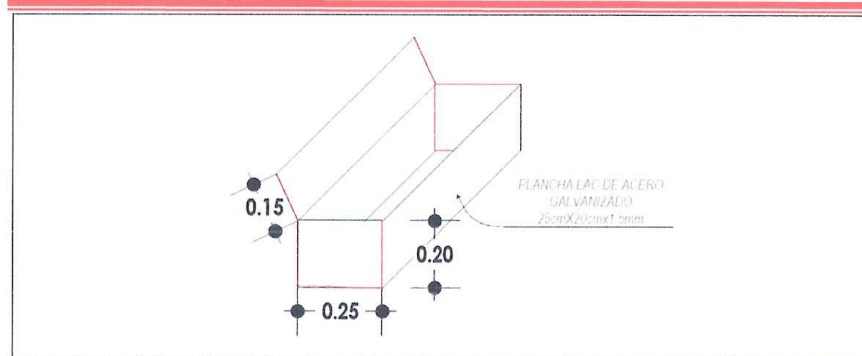 0.15
PLANCHA LAC DE ACERO
GALVANIZADO
25cmX20cmx1.5mm
0.20
0.25